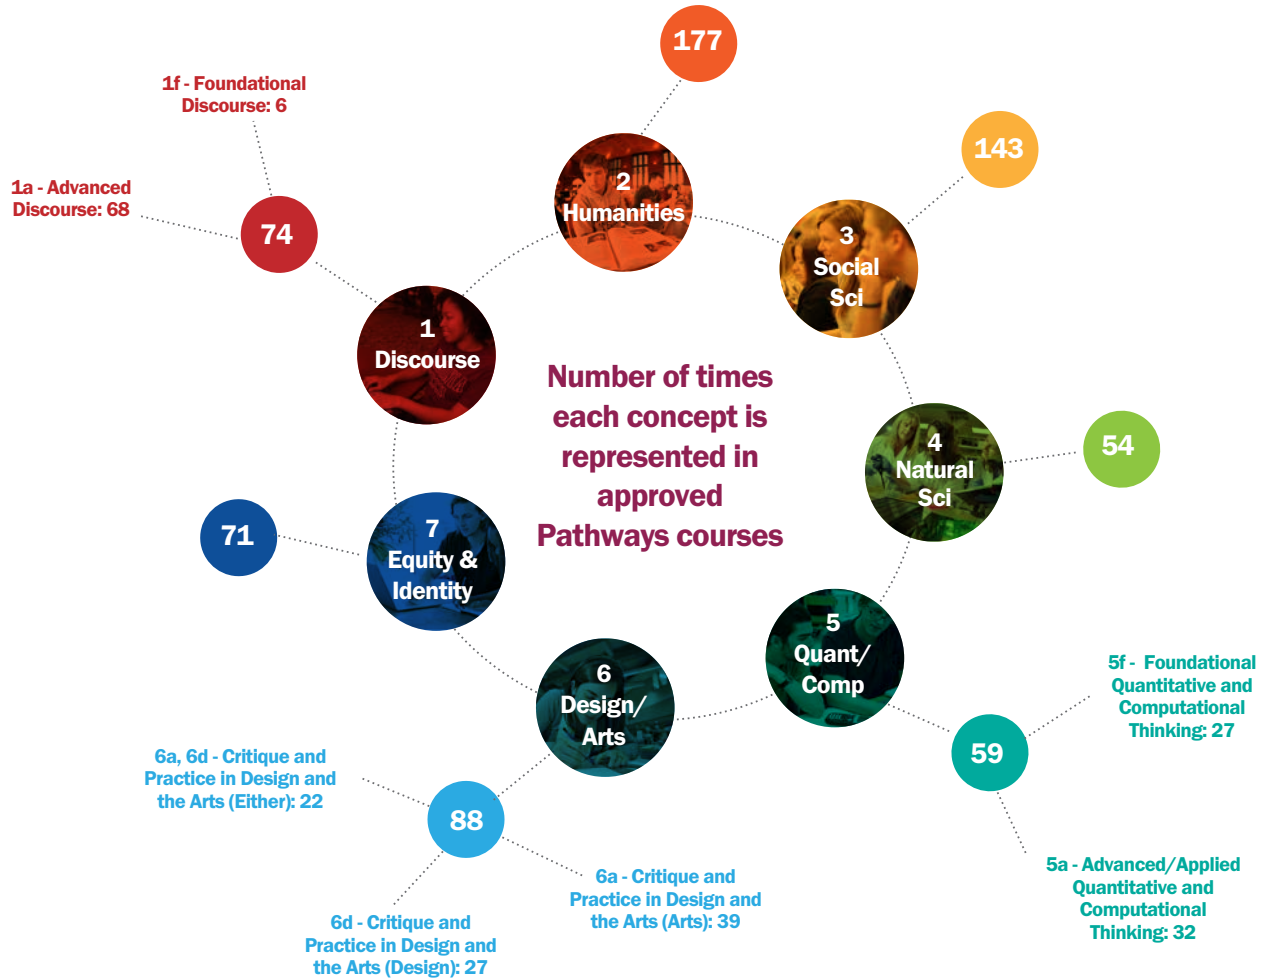 177
1f - Foundational
Discourse: 6
143
1a - Advanced
Discourse: 68
74
2
Humanities
3
Social
Sci
1
Discourse
Number of times
each concept is
represented in
approved
Pathways courses
4
Natural
Sci
54
71
7
Equity &
Identity
5
Quant/
Comp
6
Design/
Arts
5f -  Foundational
Quantitative and
Computational
Thinking: 27
59
6a, 6d - Critique and
Practice in Design and
the Arts (Either): 22
88
5a - Advanced/Applied
Quantitative and
Computational
Thinking: 32
6a - Critique and
Practice in Design and
the Arts (Arts): 39
6d - Critique and
Practice in Design and
the Arts (Design): 27